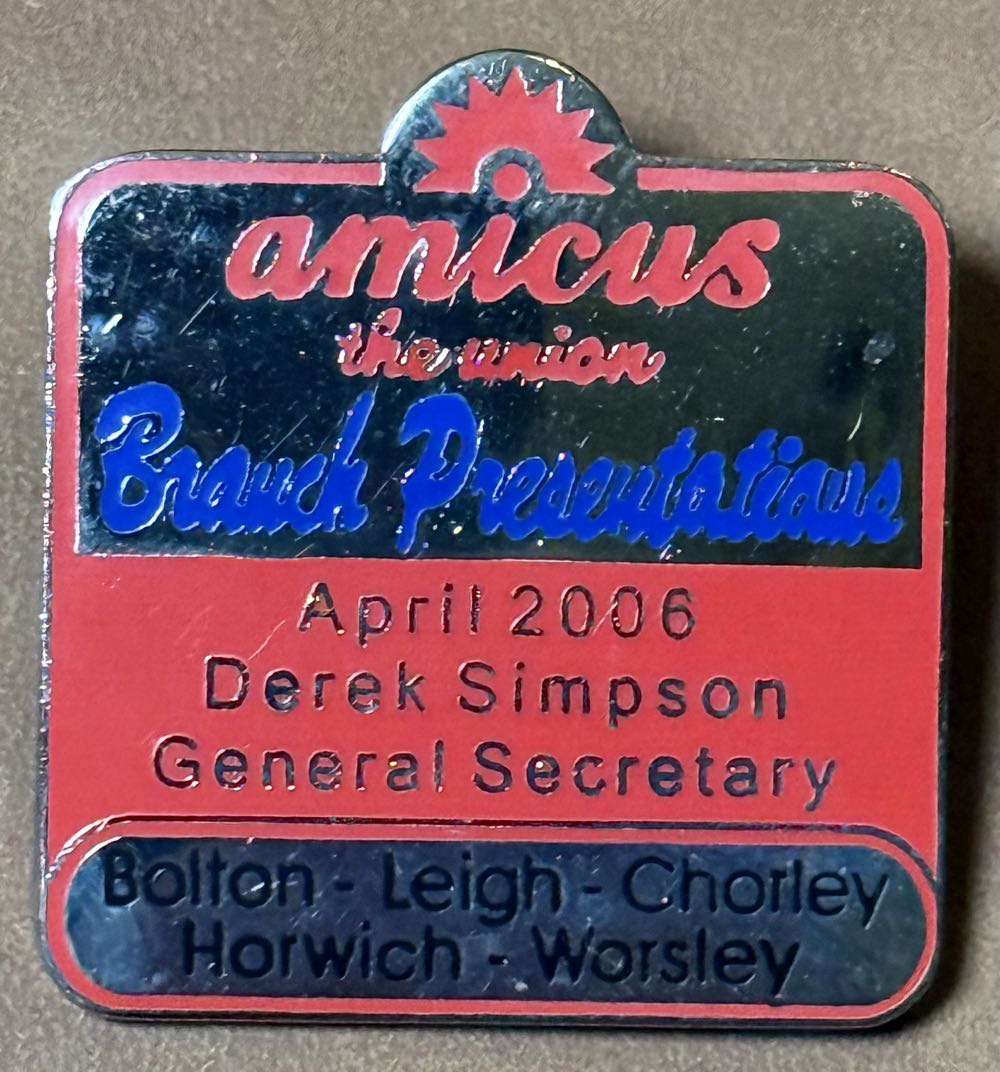 amicus
the union
Branch Presentations
April 2006
Derek Simpson
General Secretary
Bolton - Leigh - Chorley
Horwich - Worsley